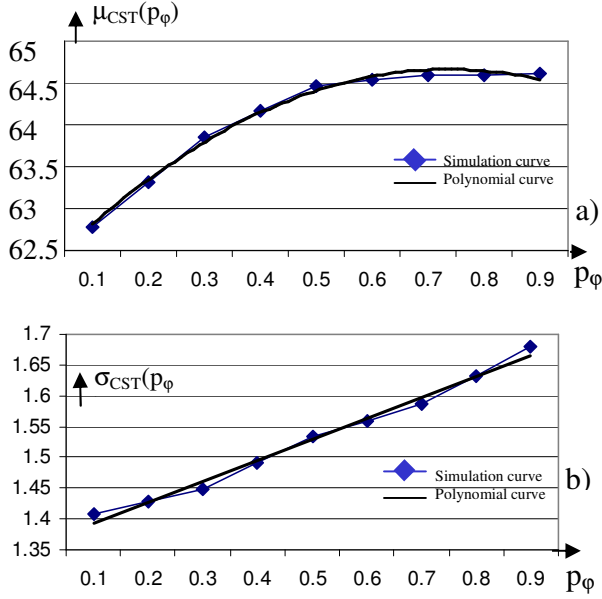 μCST(pφ)
65
64.5
64
63.5
63
62.5
Simulation curve
Polynomial curve
a)
0.1 0.2 0.3 0.4 0.5 0.6 0.7 0.8 0.9
pφ
1.7
1.65
1.6
1.55
1.5
1.45
1.4
1.35
σCST(pφ
Simulation curve
Polynomial curve
b)
0.1 0.2 0.3 0.4 0.5 0.6 0.7 0.8 0.9
pφ